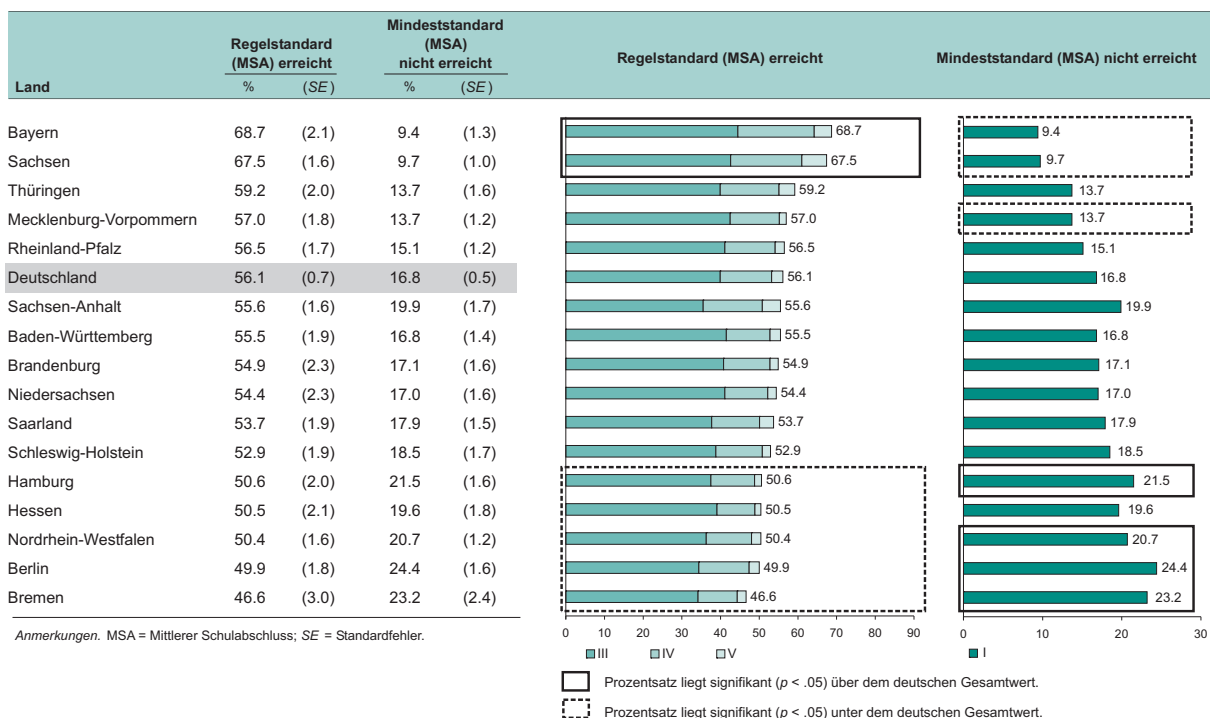 Land
Regelstandard (MSA) erreicht
Mindeststandard (MSA) nicht erreicht
Regelstandard (MSA) erreicht
Mindeststandard (MSA) nicht erreicht
% (SE) % (SE)
Bayern 68.7 (2.1) 9.4 (1.3) 68.7 9.4
Sachsen 67.5 (1.6) 9.7 (1.0) 67.5 9.7
Thüringen 59.2 (2.0) 13.7 (1.6) 59.2 13.7
Mecklenburg-Vorpommern 57.0 (1.8) 13.7 (1.2) 57.0 13.7
Rheinland-Pfalz 56.5 (1.7) 15.1 (1.2) 56.5 15.1
Deutschland 56.1 (0.7) 16.8 (0.5) 56.1 16.8
Sachsen-Anhalt 55.6 (1.6) 19.9 (1.7) 55.6 19.9
Baden-Württemberg 55.5 (1.9) 16.8 (1.4) 55.5 16.8
Brandenburg 54.9 (2.3) 17.1 (1.6) 54.9 17.1
Niedersachsen 54.4 (2.3) 17.0 (1.6) 54.4 17.0
Saarland 53.7 (1.9) 17.9 (1.5) 53.7 17.9
Schleswig-Holstein 52.9 (1.9) 18.5 (1.7) 52.9 18.5
Hamburg 50.6 (2.0) 21.5 (1.6) 50.6 21.5
Hessen 50.5 (2.1) 19.6 (1.8) 50.5 19.6
Nordrhein-Westfalen 50.4 (1.6) 20.7 (1.2) 50.4 20.7
Berlin 49.9 (1.8) 24.4 (1.6) 49.9 24.4
Bremen 46.6 (3.0) 23.2 (2.4) 46.6 23.2
Anmerkungen. MSA = Mittlerer Schulabschluss; SE = Standardfehler.
0 10 20 30 40 50 60 70 80 90
0 10 20 30
III IV V
I
Prozentsatz liegt signifikant (p < .05) über dem deutschen Gesamtwert.
Prozentsatz liegt signifikant (p < .05) unter dem deutschen Gesamtwert.